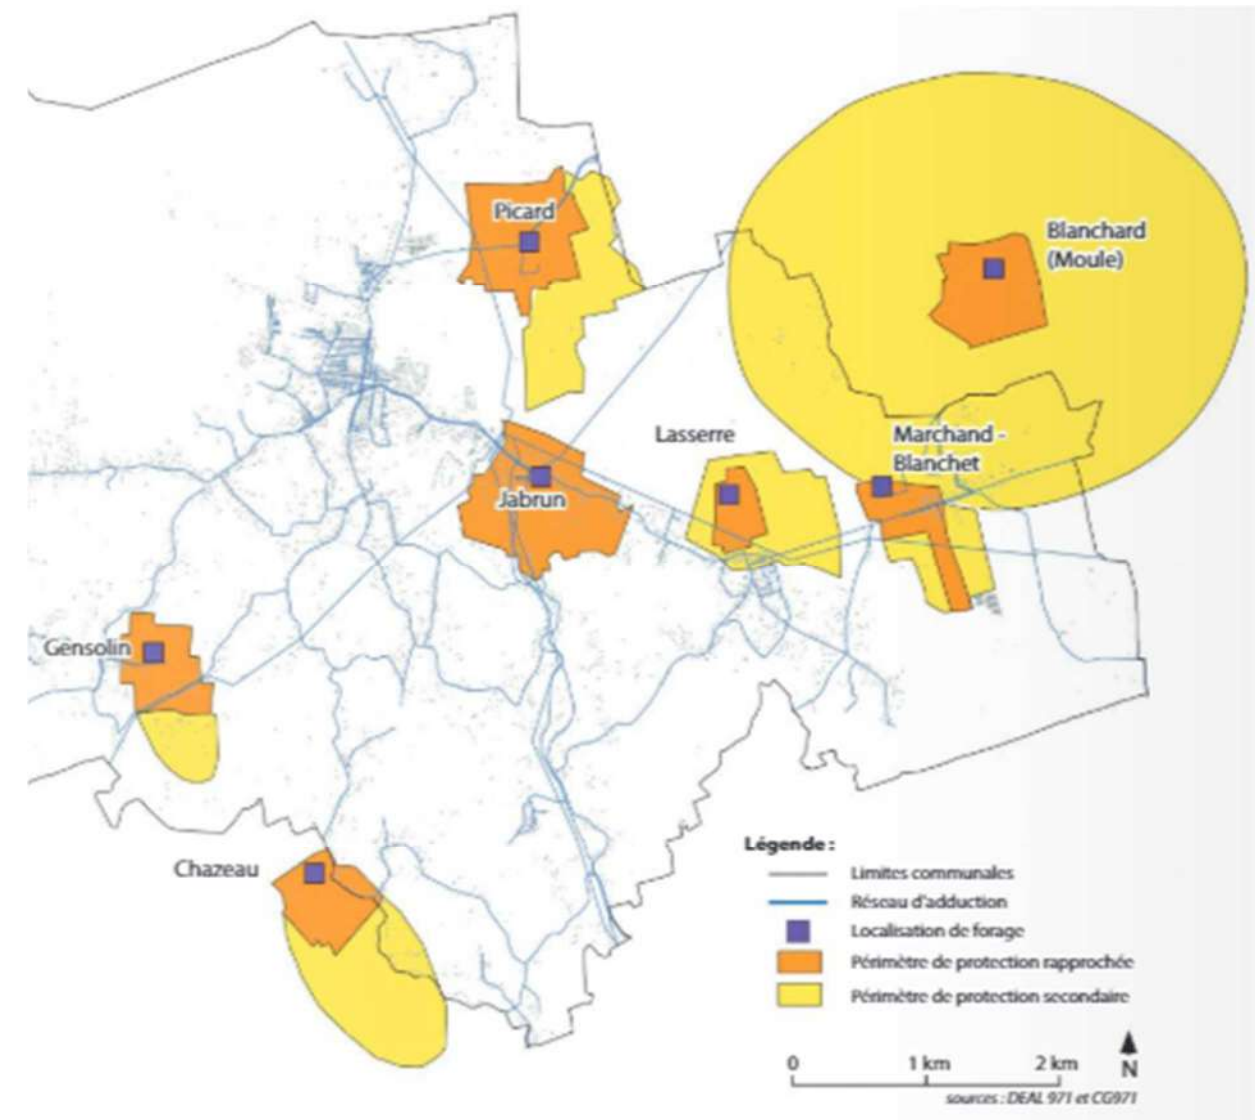 Picard
Blanchard
(Moule)
Lasserre
Marchand -
Blanchet
Jabrun
Gensolin
Chazeau
Légende :
Limites communales
Réseau d'adduction
Localisation de forage
Périmètre de protection rapprochée
Périmètre de protection secondaire
0 1 km 2 km
N
sources : DEAL 971 et CG971